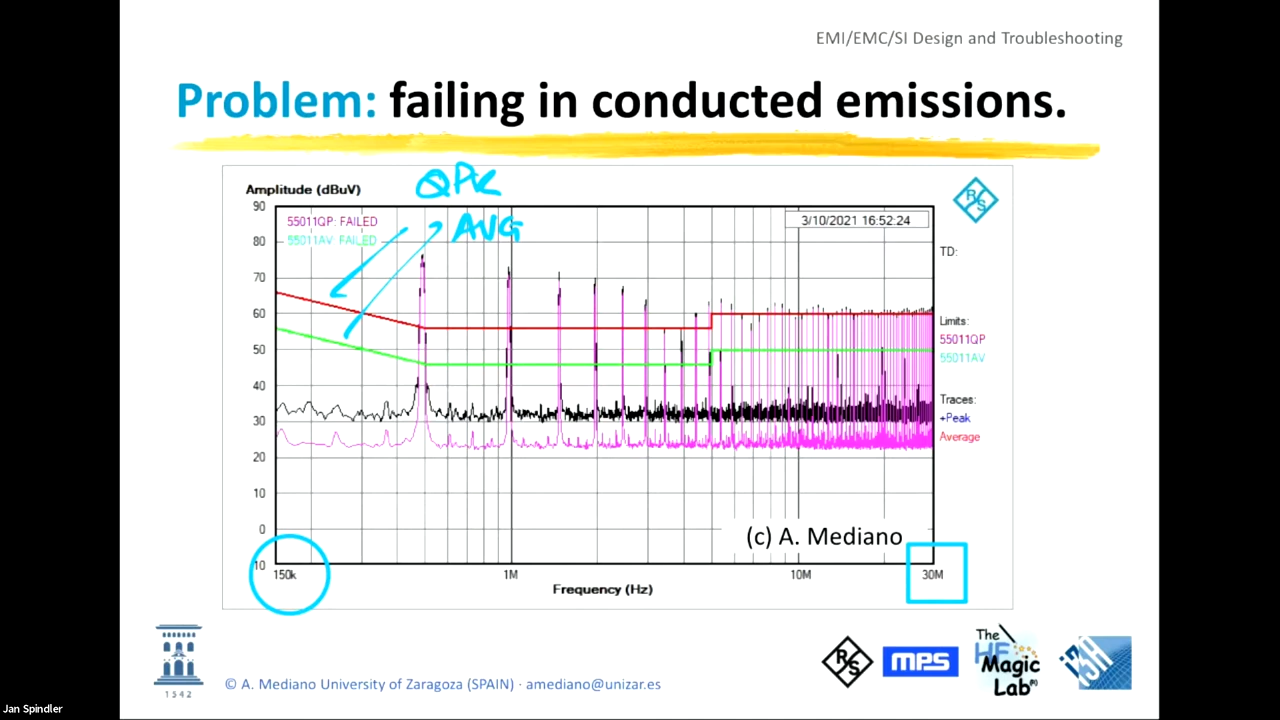 EMI/EMC/SI Design and Troubleshooting
Problem: failing in conducted emissions.
QPK
AVG
Amplitude (dBuV)
90
80
70
60
50
40
30
20
10
0
10
55011QP: FAILED
55011AV: FAILED
3/10/2021 16:52:24
R/S
TD:
Limits:
55011QP
55011AV
Traces:
+Peak
Average
(c) A. Mediano
150k
1M
10M
30M
Frequency (Hz)
1542
© A. Mediano University of Zaragoza (SPAIN) · amediano@unizar.es
R/S
MPS
The
HF
Magic
Lab(R)
i3A
Jan Spindler